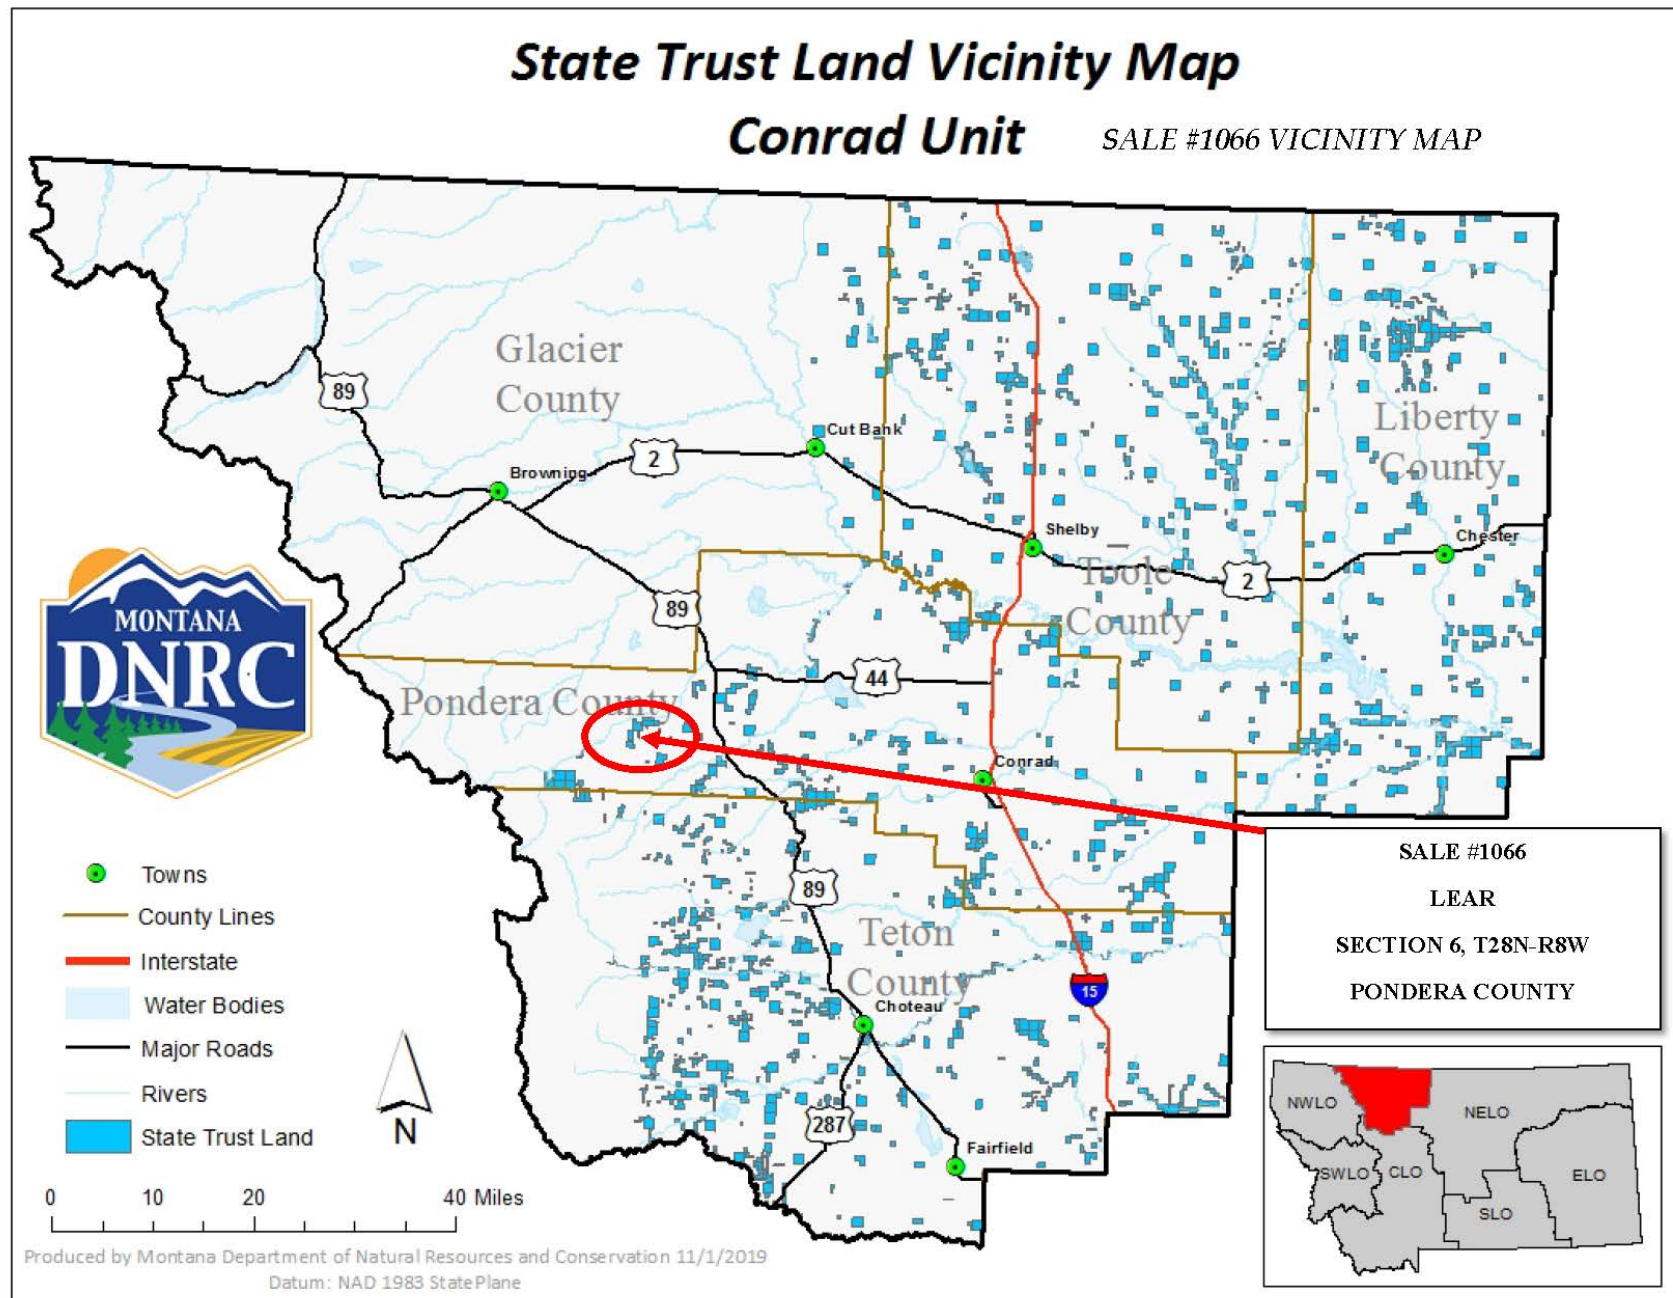 State Trust Land Vicinity Map
Conrad Unit
SALE #1066 VICINITY MAP
Glacier
County
89
Cut Bank
2
Browning
Liberty
County
Shelby
Chester
Toole
County
2
89
MONTANA
DNRC
Pondera County
44
Conrad
SALE #1066
LEAR
SECTION 6, T28N-R8W
PONDERA COUNTY
89
Teton
County
15
Choteau
287
Fairfield
Towns
County Lines
Interstate
Water Bodies
Major Roads
Rivers
State Trust Land
N
0 10 20 40 Miles
NWLO
NELO
SWLO
CLO
ELO
SLO
Produced by Montana Department of Natural Resources and Conservation 11/1/2019
Datum: NAD 1983 StatePlane